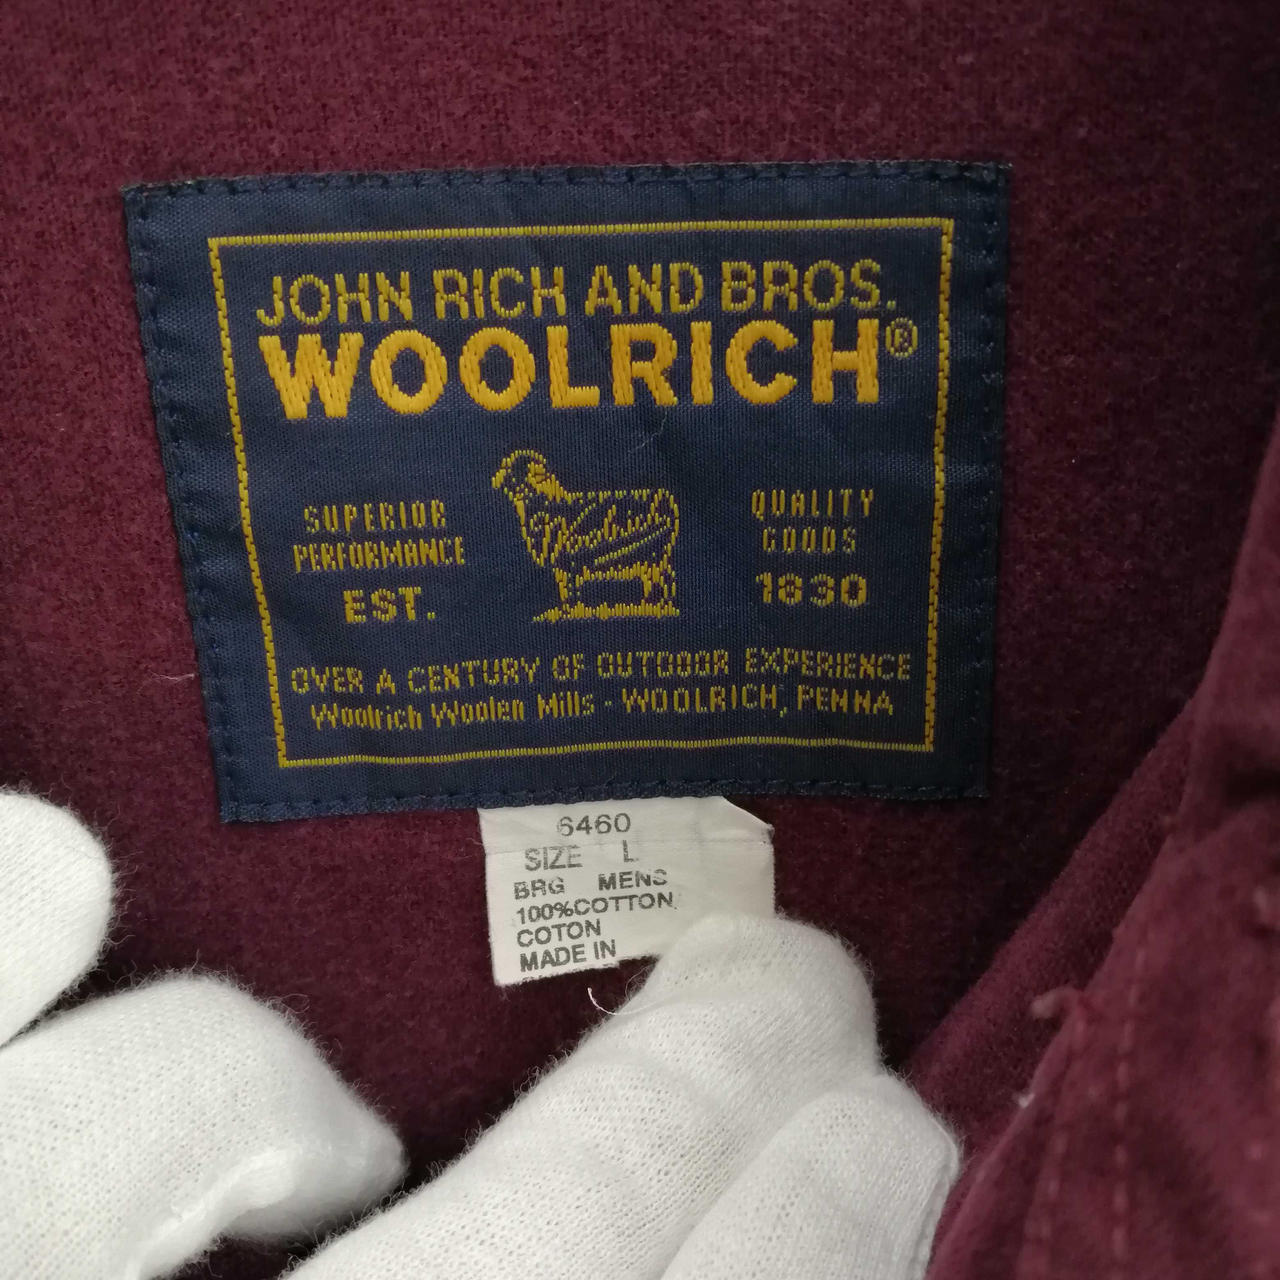 JOHN RICH AND BROS.
WOOLRICH®
SUPERIOR
PERFORMANCE
EST.
Woolrich
QUALITY
GOODS
1830
OVER A CENTURY OF OUTDOOR EXPERIENCE
Woolrich Woolen Mills - WOOLRICH, PENNA
6460
SIZE L
BRG MENS
100%COTTON
COTON
MADE IN